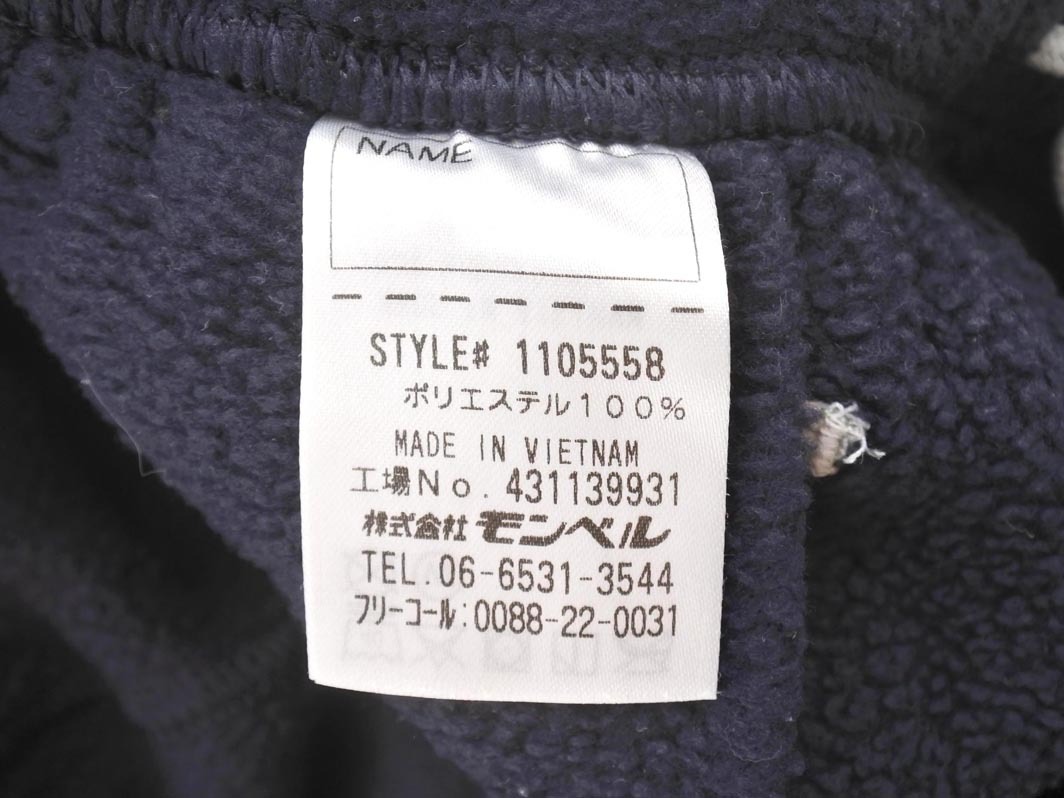 NAME
STYLE# 1105558
ポリエステル100%
MADE IN VIETNAM
工場No. 431139931
株式会社 モンベル
TEL.06-6531-3544
フリーコール:0088-22-0031